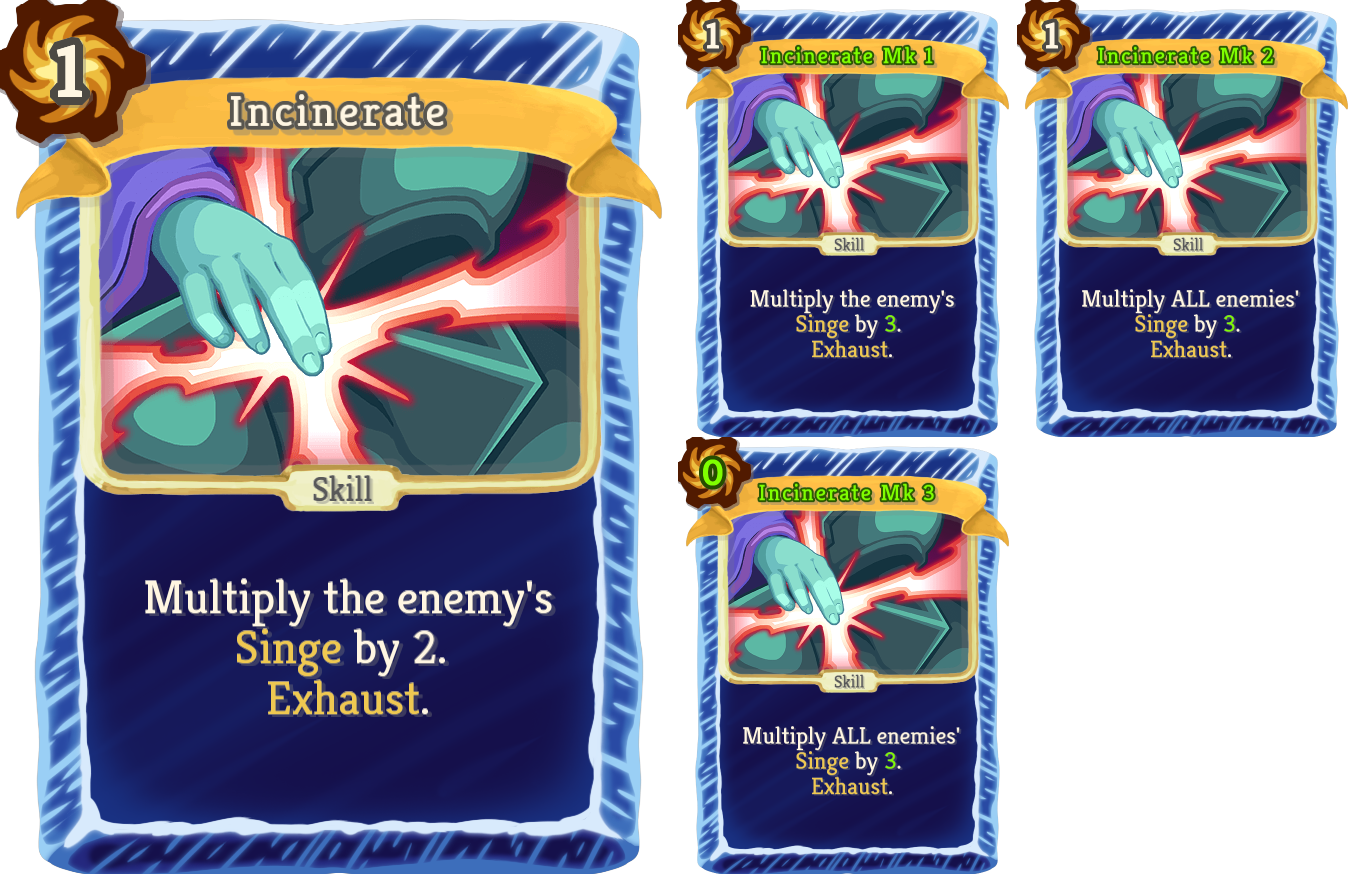 1
Incinerate
Skill
Multiply the enemy's
Singe by 2.
Exhaust.
1
Incinerate Mk 1
Skill
Multiply the enemy's
Singe by 3.
Exhaust.
1
Incinerate Mk 2
Skill
Multiply ALL enemies'
Singe by 3.
Exhaust.
0
Incinerate Mk 3
Skill
Multiply ALL enemies'
Singe by 3.
Exhaust.